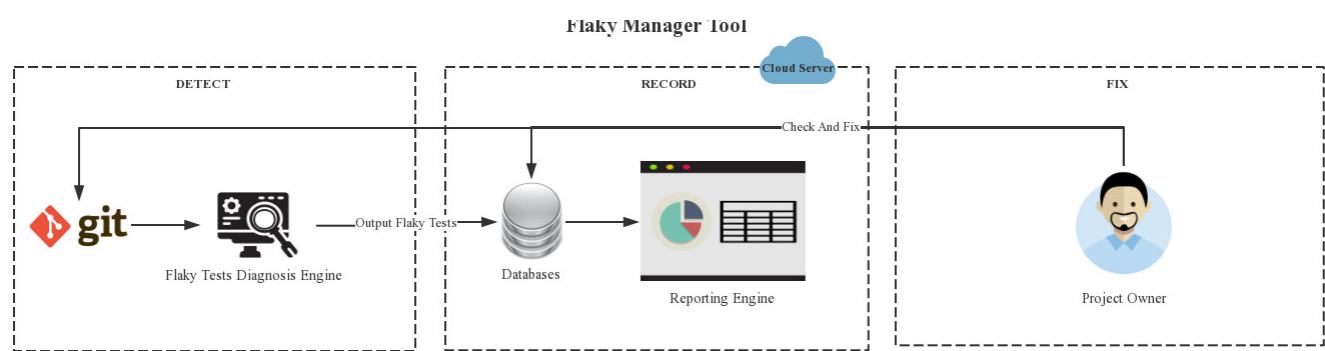 Flaky Manager Tool
Cloud Server
DETECT
RECORD
FIX
Check And Fix
git
Output Flaky Tests
Flaky Tests Diagnosis Engine
Databases
Reporting Engine
Project Owner